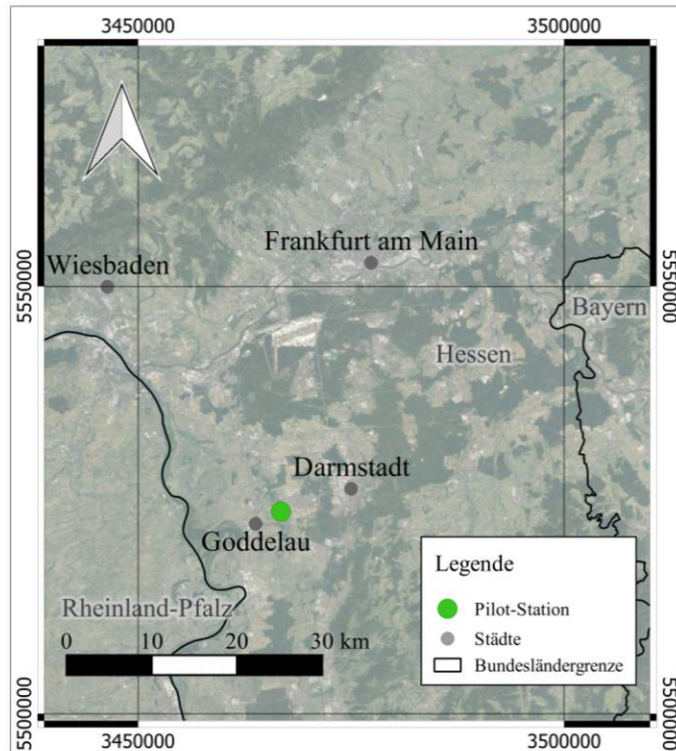 3450000 3500000
Frankfurt am Main
Wiesbaden
5550000 5550000
Bayern
Hessen
Darmstadt
Goddelau
Legende
Pilot-Station
Städte
Bundesländergrenze
Rheinland-Pfalz
0 10 20 30 km
5500000 5500000
3450000 3500000